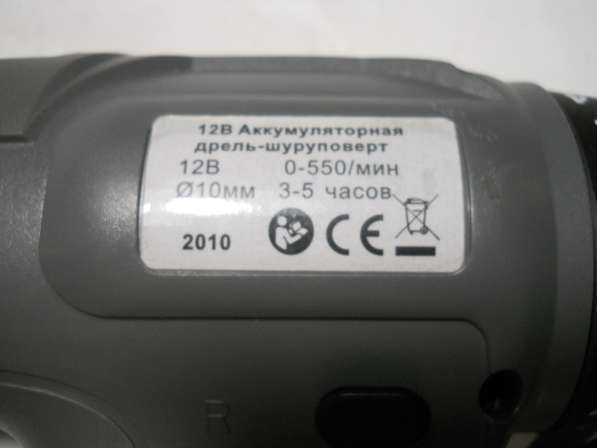 12В Аккумуляторная
дрель-шуруповерт
12В 0-550/мин
Ø10мм 3-5 часов
2010 CE
R